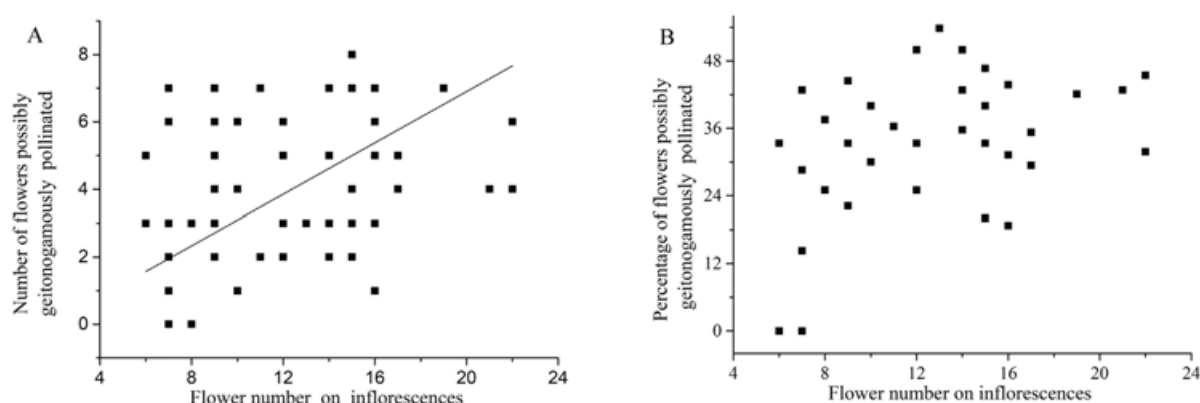 A
Number of flowers possibly
geitonogamously pollinated
8
6
4
2
0
4 8 12 16 20 24
Flower number on inflorescences
B
Percentage of flowers possibly
geitonogamously pollinated
48
36
24
12
0
4 8 12 16 20 24
Flower number on inflorescences